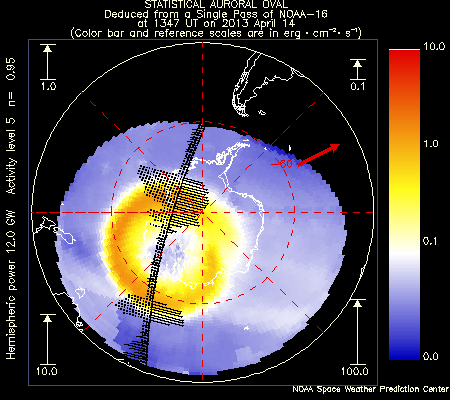 STATISTICAL AURORAL OVAL
Deduced from a Single Pass of NOAA-16
at 1347 UT on 2013 April 14
(Color bar and reference scales are in erg·cm⁻²·s⁻¹)
Hemispheric power 12.0 GW Activity level 5 n= 0.95
1.0
0.1
10.0
100.0
-60
10.0
1.0
0.1
0.0
NOAA Space Weather Prediction Center